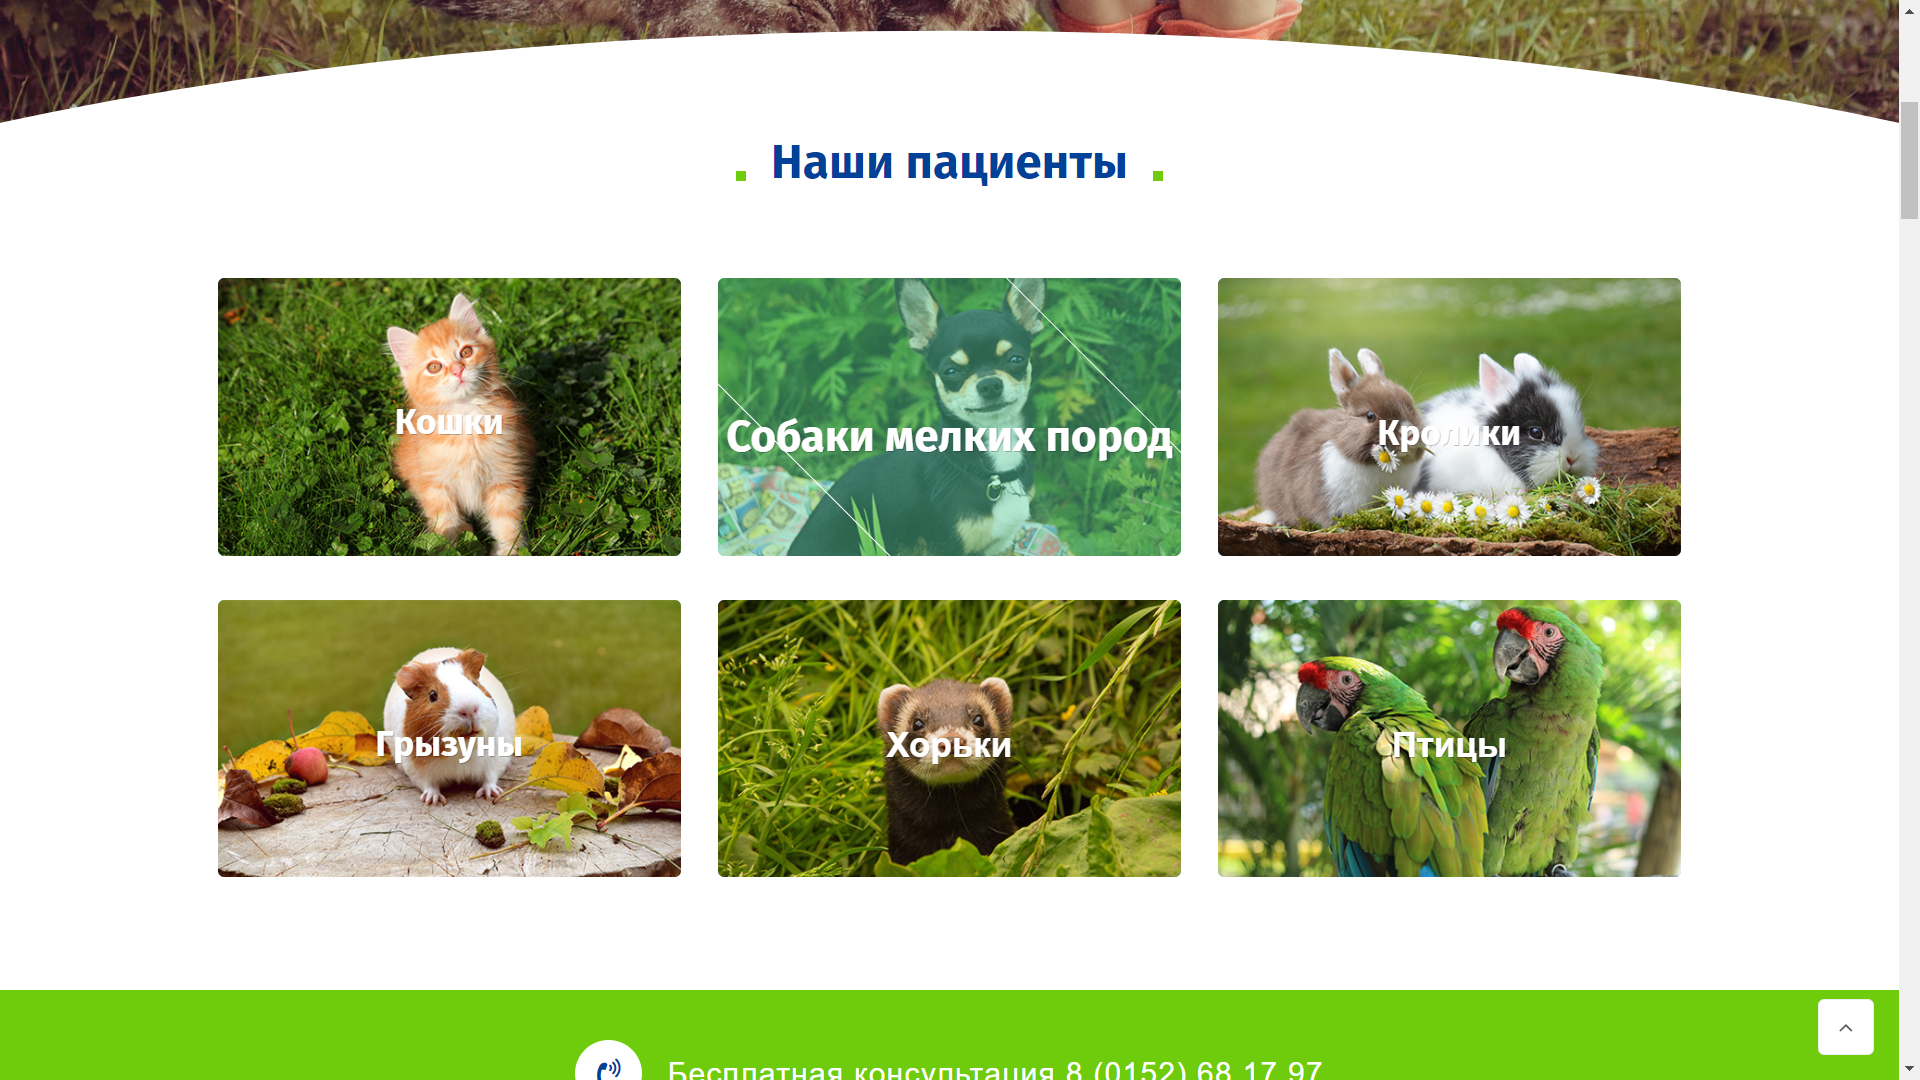 Наши пациенты
Кошки
Собаки мелких пород
Кролики
Грызуны
Хорьки
Птицы
Бесплатная консультация 8 (0152) 68 17 97